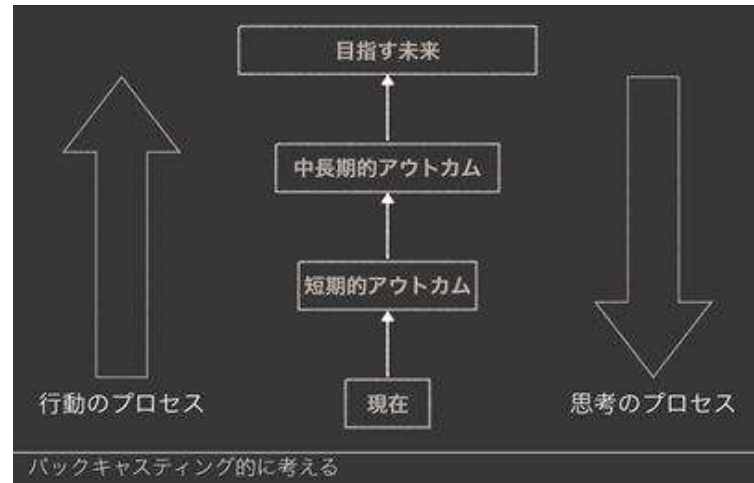 目指す未来
中長期的アウトカム
短期的アウトカム
現在
行動のプロセス
思考のプロセス
バックキャスティング的に考える